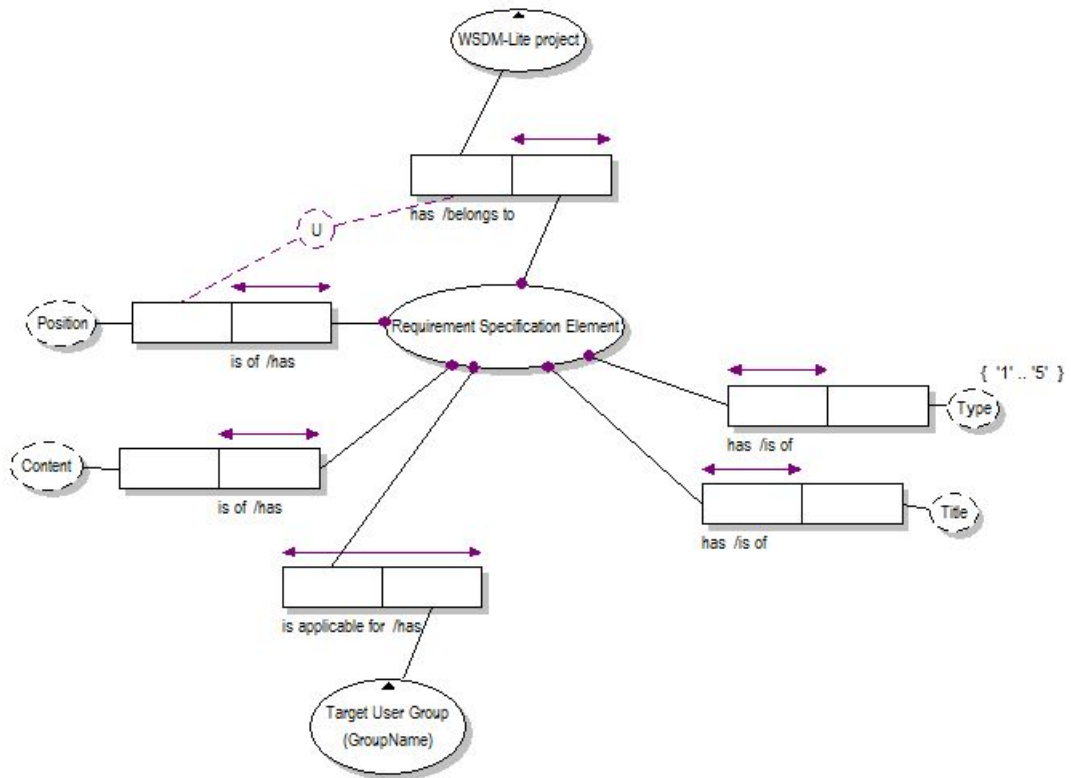 WSDM-Lite project
has /belongs to
U
Position
is of /has
Requirement Specification Element
{ '1' .. '5' }
Type
has /is of
Content
is of /has
Title
has /is of
is applicable for /has
Target User Group
(GroupName)